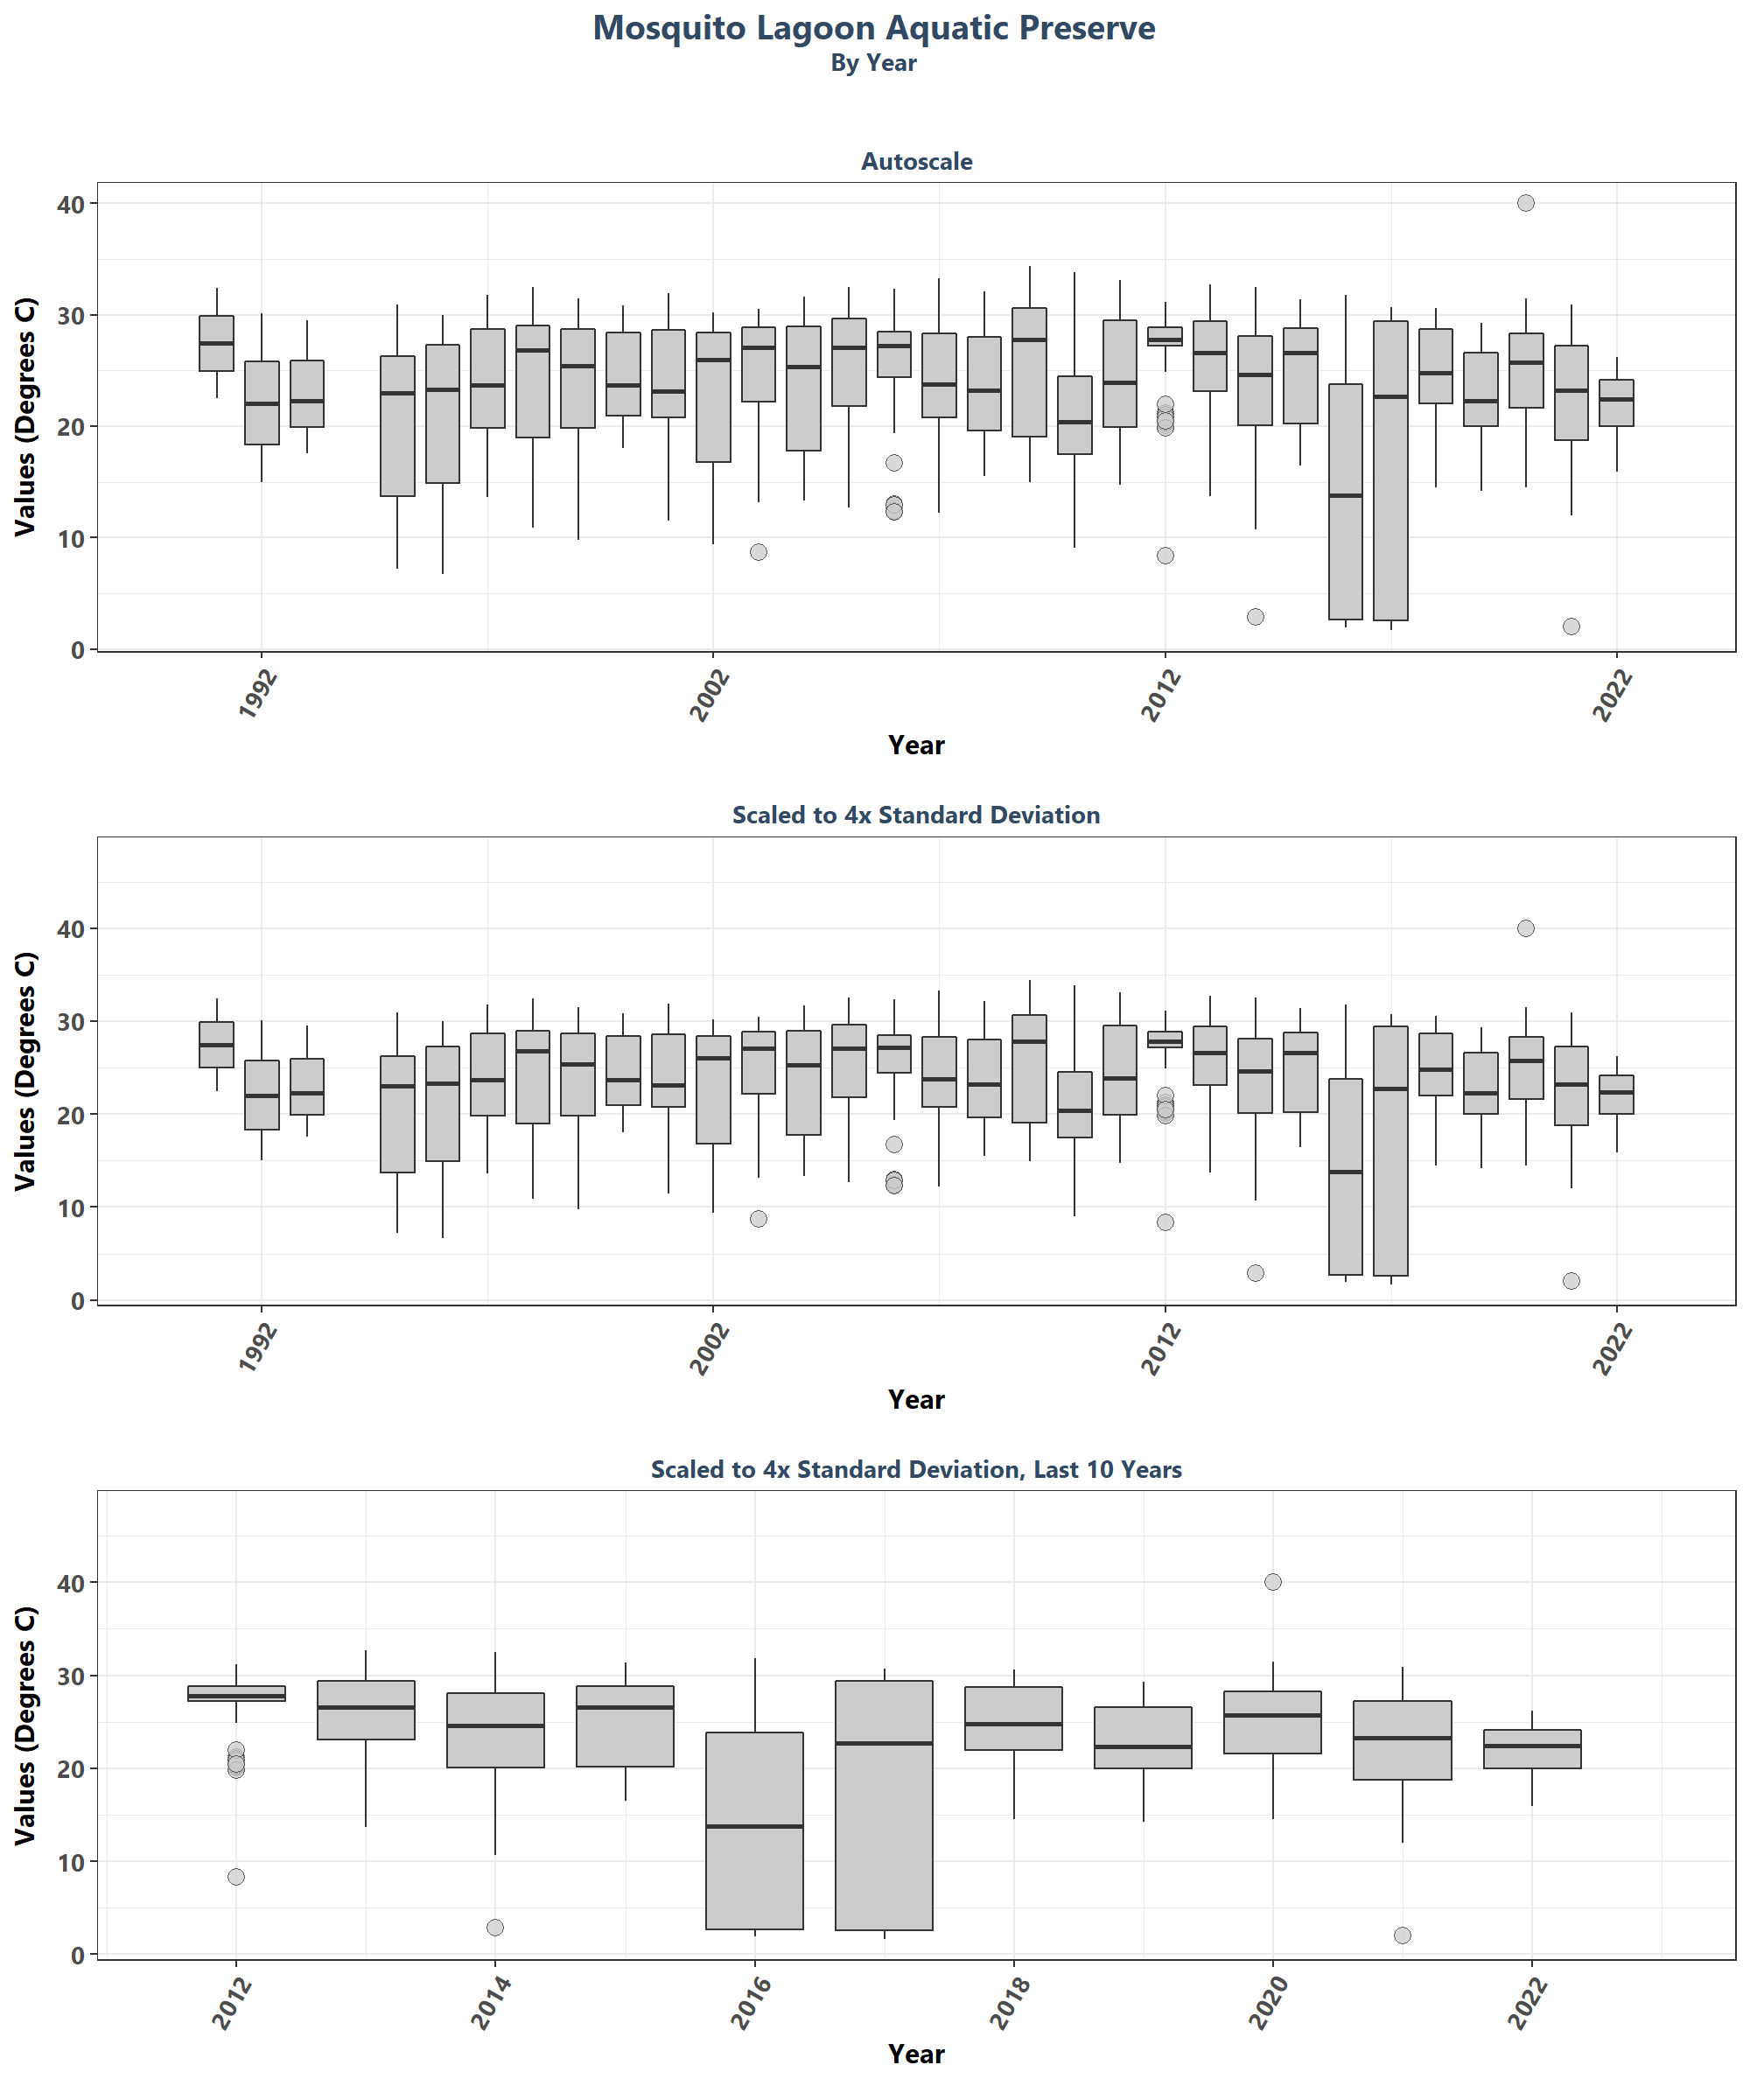 Mosquito Lagoon Aquatic Preserve
By Year
Autoscale
Values (Degrees C)
40
30
20
10
0
1992
2002
2012
2022
Year
Scaled to 4x Standard Deviation
Values (Degrees C)
40
30
20
10
0
1992
2002
2012
2022
Year
Scaled to 4x Standard Deviation, Last 10 Years
Values (Degrees C)
40
30
20
10
0
2012
2014
2016
2018
2020
2022
Year